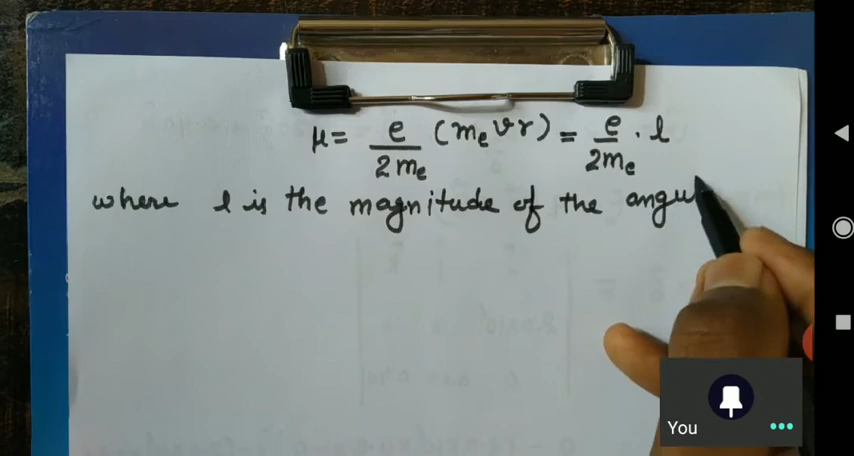 μ = e/2mₑ (mₑvr) = e/2mₑ · l
where l is the magnitude of the angu
You